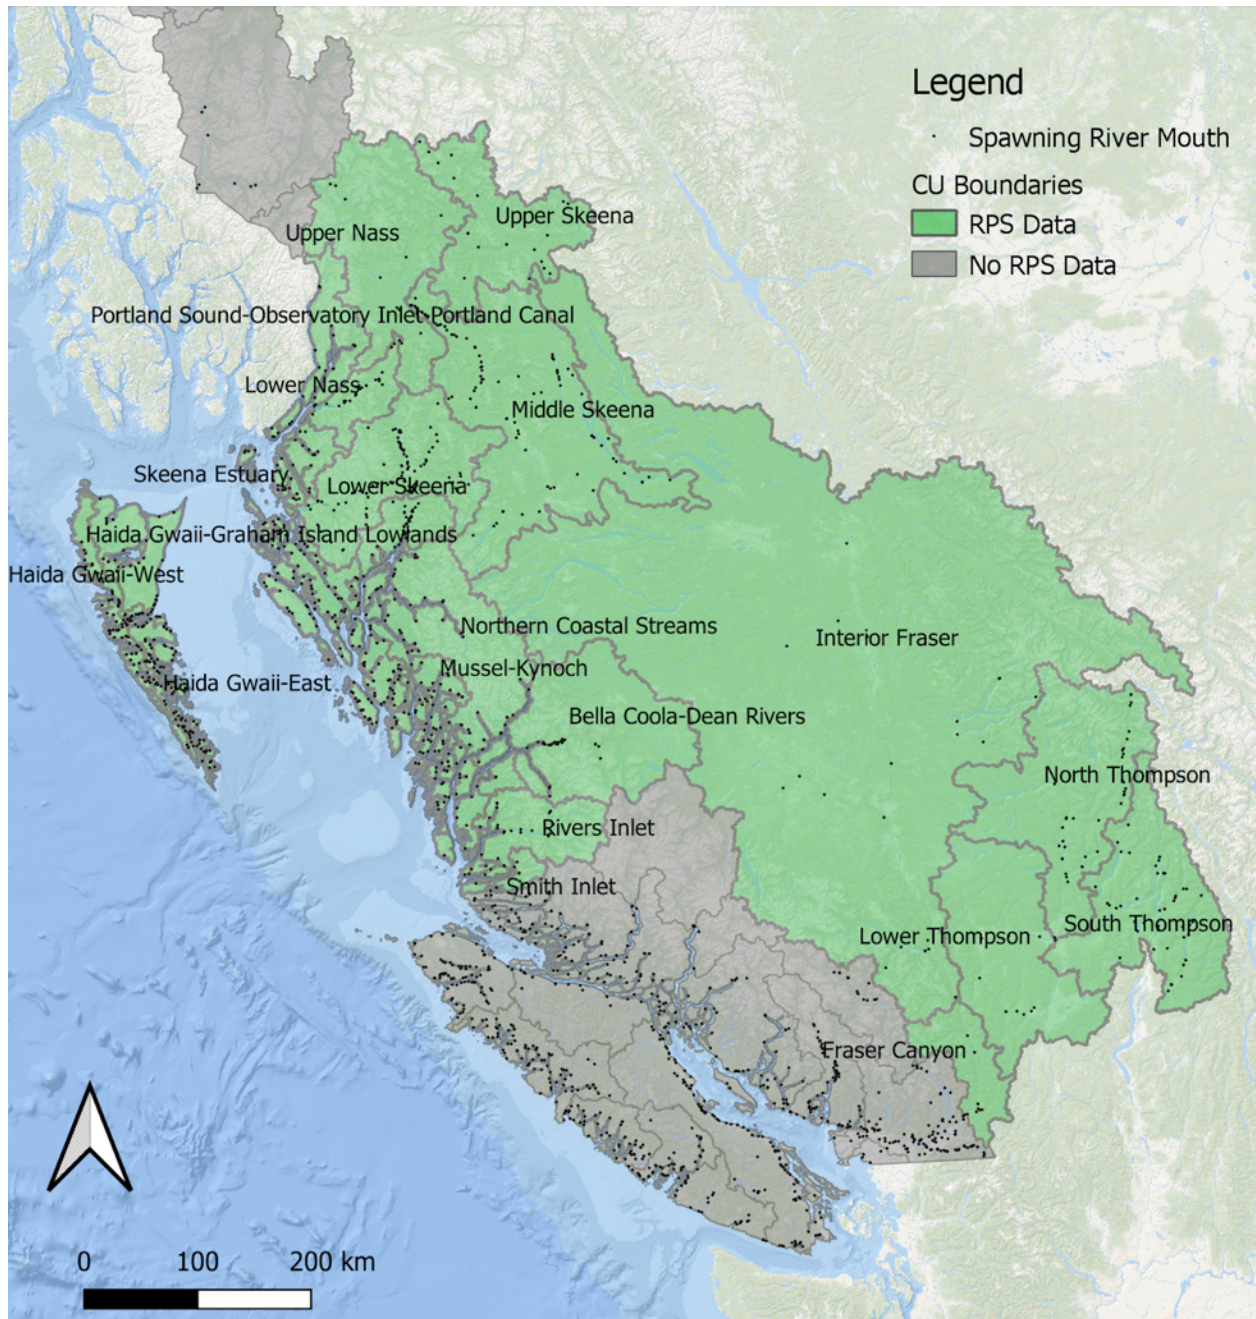 Legend
Spawning River Mouth
CU Boundaries
RPS Data
No RPS Data
Upper Skeena
Upper Nass
Portland Sound-Observatory Inlet-Portland Canal
Lower Nass
Middle Skeena
Skeena Estuary
Lower Skeena
Haida Gwaii-Graham Island Lowlands
Haida Gwaii-West
Northern Coastal Streams
Interior Fraser
Mussel-Kynoch
Haida Gwaii-East
Bella Coola-Dean Rivers
North Thompson
Rivers Inlet
Smith Inlet
South Thompson
Lower Thompson
Fraser Canyon
0 100 200 km